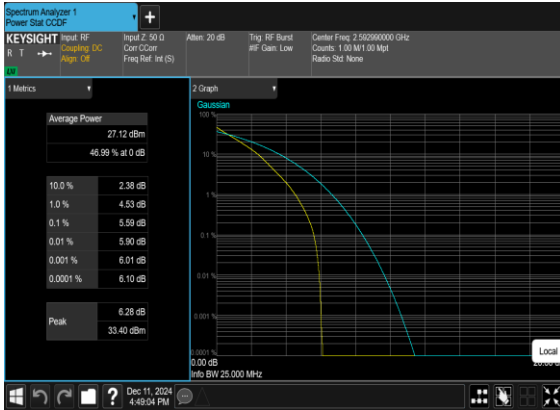 Spectrum Analyzer 1
Power Stat CCDF
KEYSIGHT
R T
Input: RF
Coupling: DC
Align: Off
Input Z: 50 Ω
Corr CCorr
Freq Ref: Int (S)
Atten: 20 dB
Trig: RF Burst
#IF Gain: Low
Center Freq: 2.592990000 GHz
Counts: 1.00 M/1.00 Mpt
Radio Std: None
1 Metrics
Average Power
27.12 dBm
46.99 % at 0 dB
10.0 % 2.38 dB
1.0 % 4.53 dB
0.1 % 5.59 dB
0.01 % 5.90 dB
0.001 % 6.01 dB
0.0001 % 6.10 dB
Peak
6.28 dB
33.40 dBm
2 Graph
Gaussian
100 %
10 %
1 %
0.1 %
0.01 %
0.001 %
0.0001 %
0.00 dB
Info BW 25.000 MHz
Local
Dec 11, 2024
4:49:04 PM